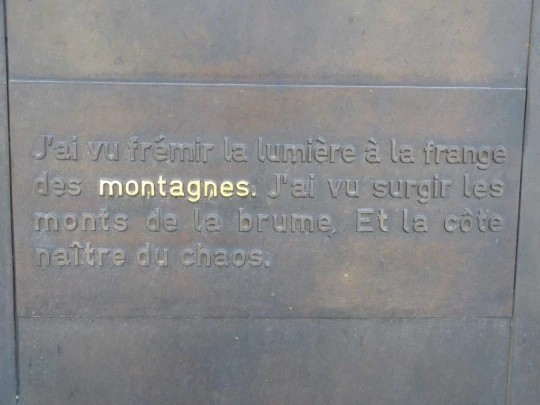 J'ai vu frémir la lumière à la frange
des montagnes. J'ai vu surgir les
monts de la brume. Et la côte
naître du chaos.